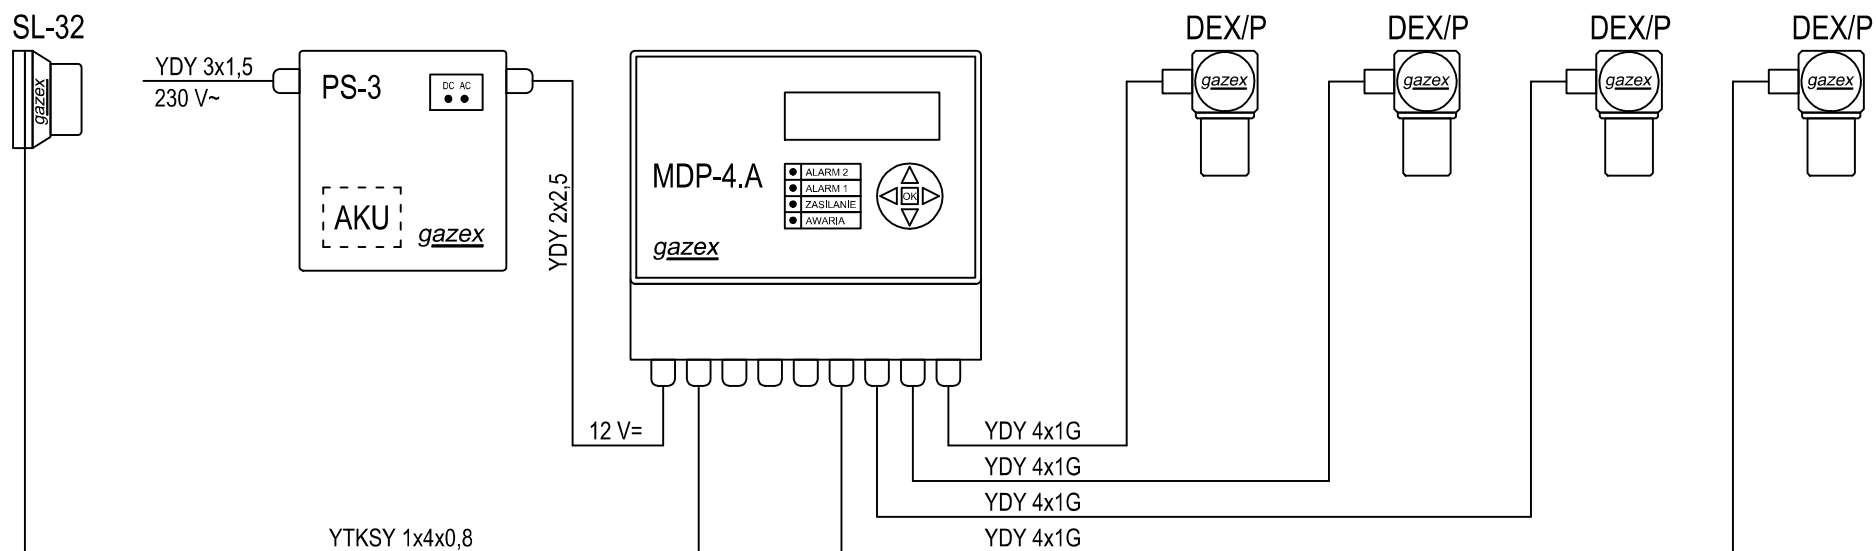 SL-32
gazex
YDY 3x1,5
230 V~
PS-3
DC AC
AKU
gazex
YDY 2x2,5
12 V=
MDP-4.A
ALARM 2
ALARM 1
ZASILANIE
AWARIA
OK
gazex
DEX/P
gazex
DEX/P
gazex
DEX/P
gazex
DEX/P
gazex
YDY 4x1G
YDY 4x1G
YDY 4x1G
YDY 4x1G
YTKSY 1x4x0,8